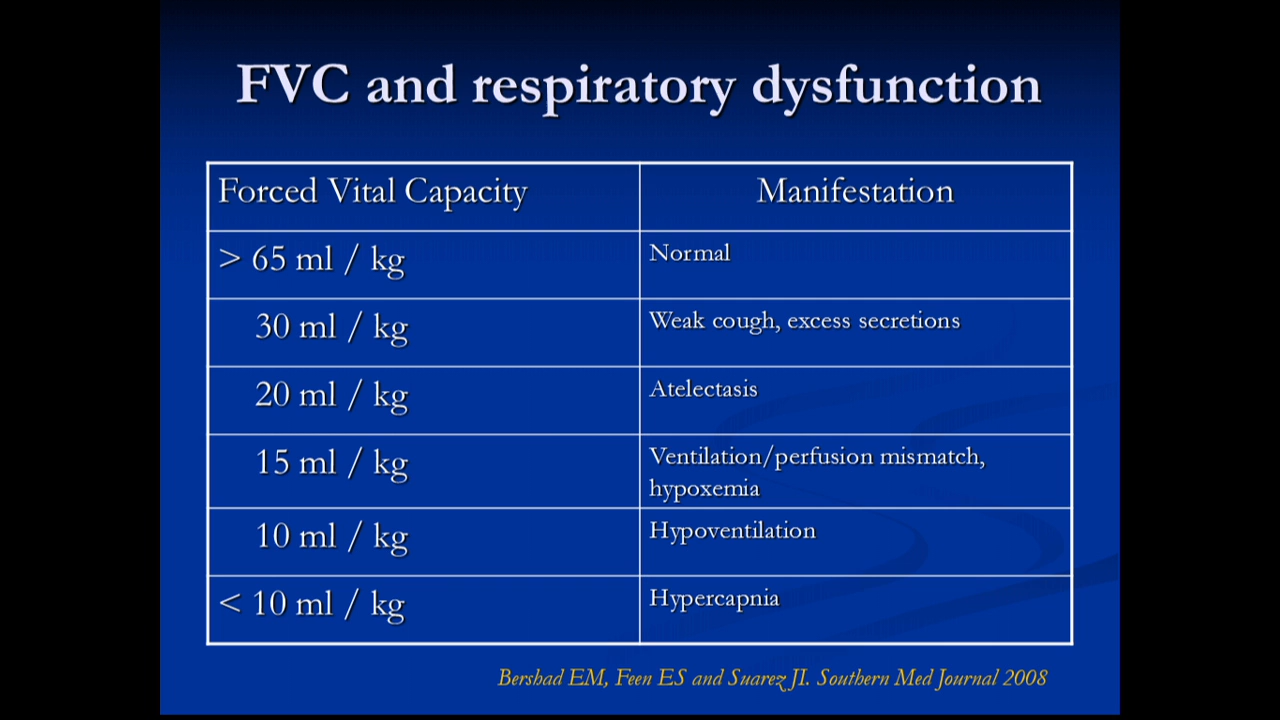 FVC and respiratory dysfunction
Forced Vital Capacity
Manifestation
> 65 ml / kg
Normal
30 ml / kg
Weak cough, excess secretions
20 ml / kg
Atelectasis
15 ml / kg
Ventilation/perfusion mismatch,
hypoxemia
10 ml / kg
Hypoventilation
< 10 ml / kg
Hypercapnia
Bershad EM, Feen ES and Suarez JI. Southern Med Journal 2008